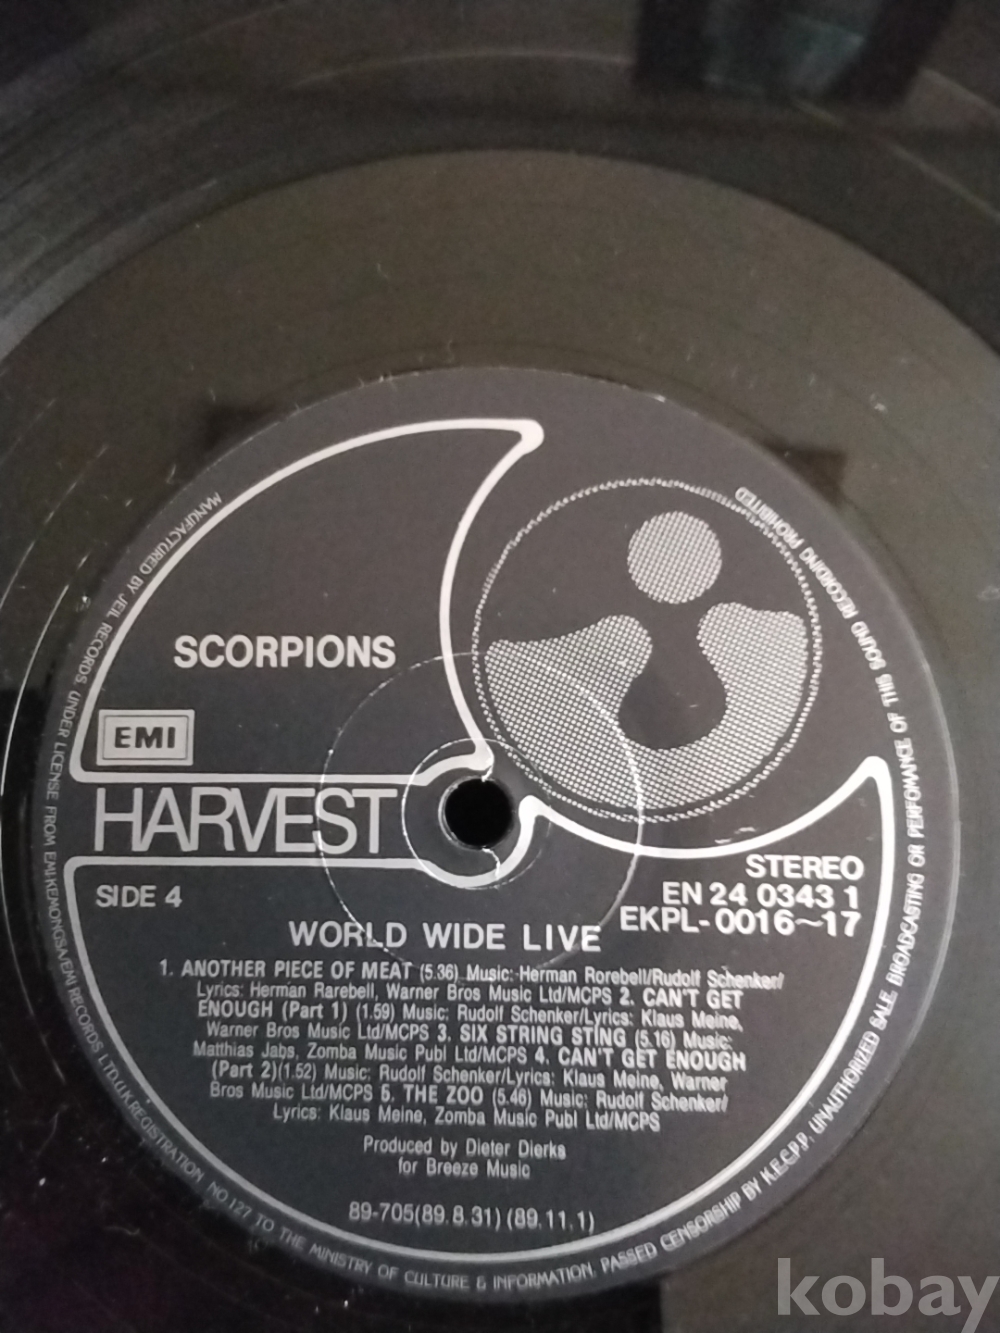 SCORPIONS
EMI
HARVEST
STEREO
SIDE 4
EN 24 0343 1
EKPL-0016~17
WORLD WIDE LIVE
1. ANOTHER PIECE OF MEAT (5.36) Music: Herman Rorebell/Rudolf Schenker/
Lyrics: Herman Rarebell, Warner Bros Music Ltd/MCPS 2. CAN'T GET
ENOUGH (Part 1) (1.59) Music: Rudolf Schenker/Lyrics: Klaus Meine,
Warner Bros Music Ltd/MCPS 3. SIX STRING STING (5.16) Music:
Matthias Jabs, Zomba Music Publ Ltd/MCPS 4. CAN'T GET ENOUGH
(Part 2)(1.52) Music: Rudolf Schenker/Lyrics: Klaus Meine, Warner
Bros Music Ltd/MCPS 5. THE ZOO (5.46) Music: Rudolf Schenker/
Lyrics: Klaus Meine, Zomba Music Publ Ltd/MCPS
Produced by Dieter Dierks
for Breeze Music
89-705(89.8.31)(89.11.1)
MANUFACTURED BY JEIL RECORDS, UNDER LICENSE FROM EMI-KEMONGSA/EMI RECORDS LTD(U.K.REGISTRATION NO.127 TO THE MINISTRY OF CULTURE & INFORMATION, PASSED CENSORSHIP BY K.E.C.P.P. UNAUTHORIZED SALE, BROADCASTING OR PERFOMANCE OF THIS SOUND RECORDING PROHIBITED
kobay